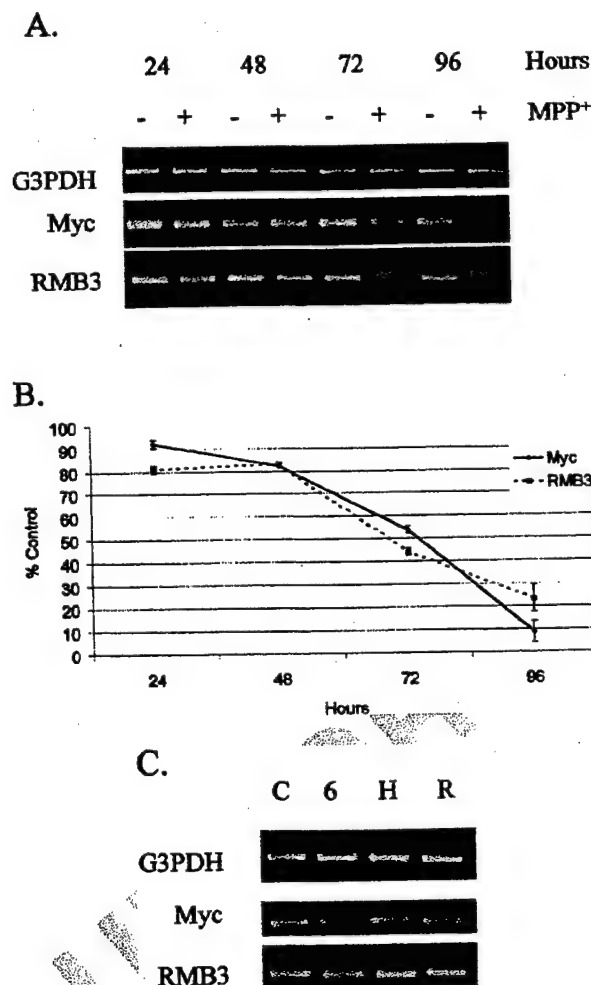 A.
24 48 72 96 Hours
- + - + - + - + MPP+
G3PDH
Myc
RMB3
B.
100
90
80
70
60
50
40
30
20
10
0
% Control
Myc
RMB3
24 48 72 96
Hours
C.
C 6 H R
G3PDH
Myc
RMB3